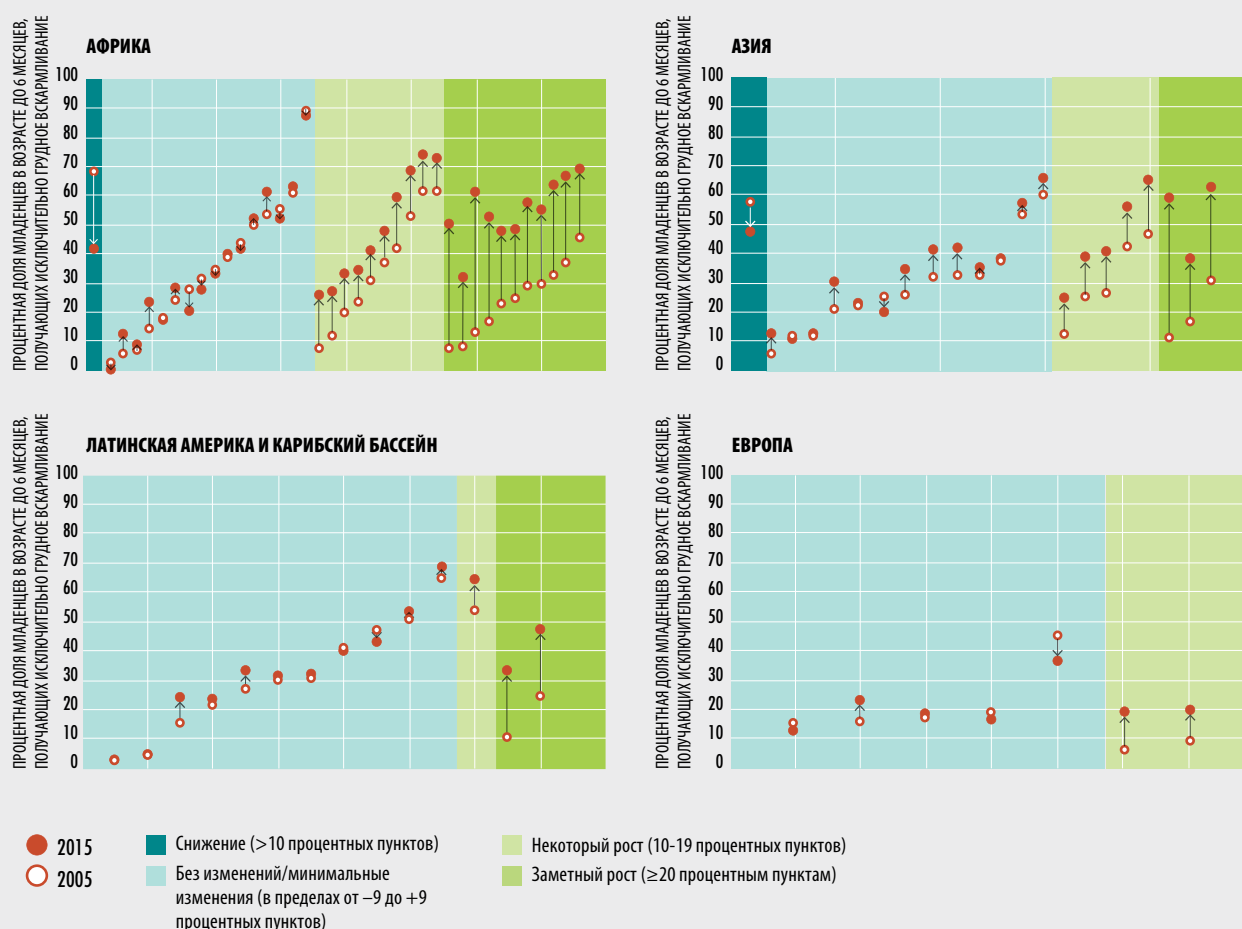 ПРОЦЕНТНАЯ ДОЛЯ МЛАДЕНЦЕВ В ВОЗРАСТЕ ДО 6 МЕСЯЦЕВ,
ПОЛУЧАЮЩИХ ИСКЛЮЧИТЕЛЬНО ГРУДНОЕ ВСКАРМЛИВАНИЕ
АФРИКА
100
90
80
70
60
50
40
30
20
10
0
ПРОЦЕНТНАЯ ДОЛЯ МЛАДЕНЦЕВ В ВОЗРАСТЕ ДО 6 МЕСЯЦЕВ,
ПОЛУЧАЮЩИХ ИСКЛЮЧИТЕЛЬНО ГРУДНОЕ ВСКАРМЛИВАНИЕ
АЗИЯ
100
90
80
70
60
50
40
30
20
10
0
ПРОЦЕНТНАЯ ДОЛЯ МЛАДЕНЦЕВ В ВОЗРАСТЕ ДО 6 МЕСЯЦЕВ,
ПОЛУЧАЮЩИХ ИСКЛЮЧИТЕЛЬНО ГРУДНОЕ ВСКАРМЛИВАНИЕ
ЛАТИНСКАЯ АМЕРИКА И КАРИБСКИЙ БАССЕЙН
100
90
80
70
60
50
40
30
20
10
0
ПРОЦЕНТНАЯ ДОЛЯ МЛАДЕНЦЕВ В ВОЗРАСТЕ ДО 6 МЕСЯЦЕВ,
ПОЛУЧАЮЩИХ ИСКЛЮЧИТЕЛЬНО ГРУДНОЕ ВСКАРМЛИВАНИЕ
ЕВРОПА
100
90
80
70
60
50
40
30
20
10
0
2015
2005
Снижение (>10 процентных пунктов)
Без изменений/минимальные
изменения (в пределах от –9 до +9
процентных пунктов)
Некоторый рост (10-19 процентных пунктов)
Заметный рост (≥20 процентным пунктам)